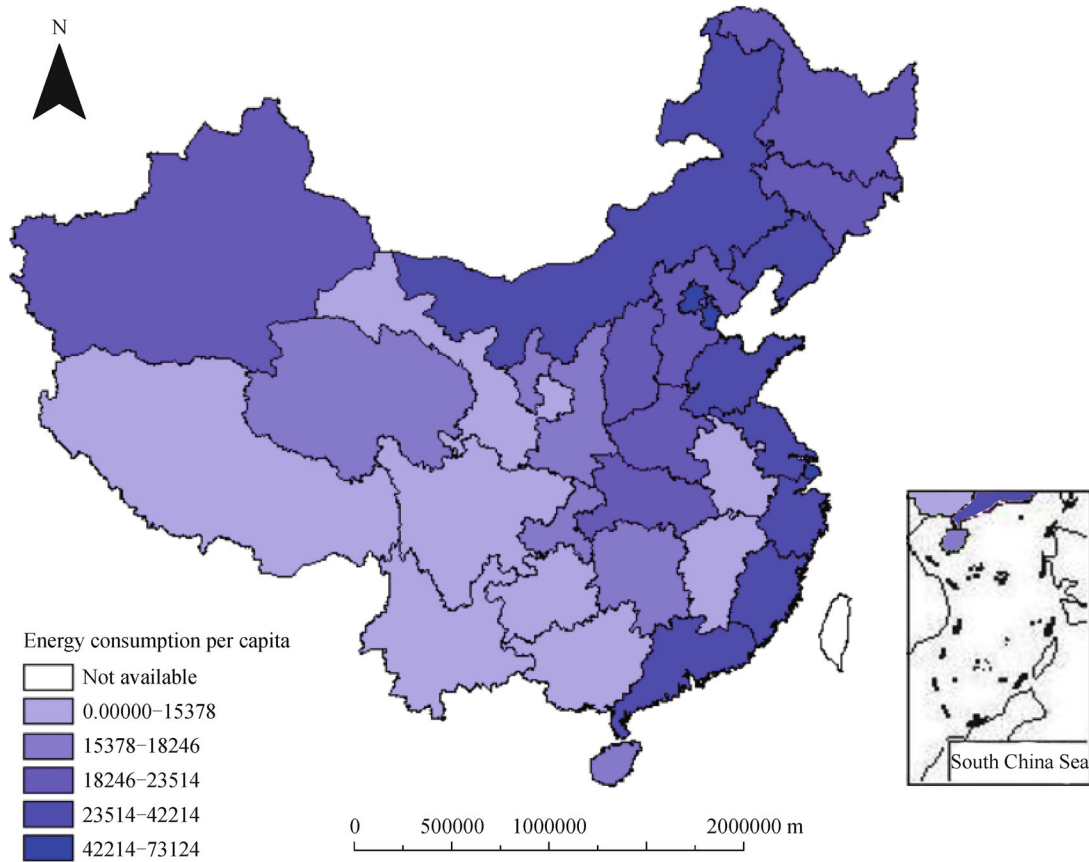 N
Energy consumption per capita
Not available
0.00000−15378
15378−18246
18246−23514
23514−42214
42214−73124
0 500000 1000000 2000000 m
South China Sea